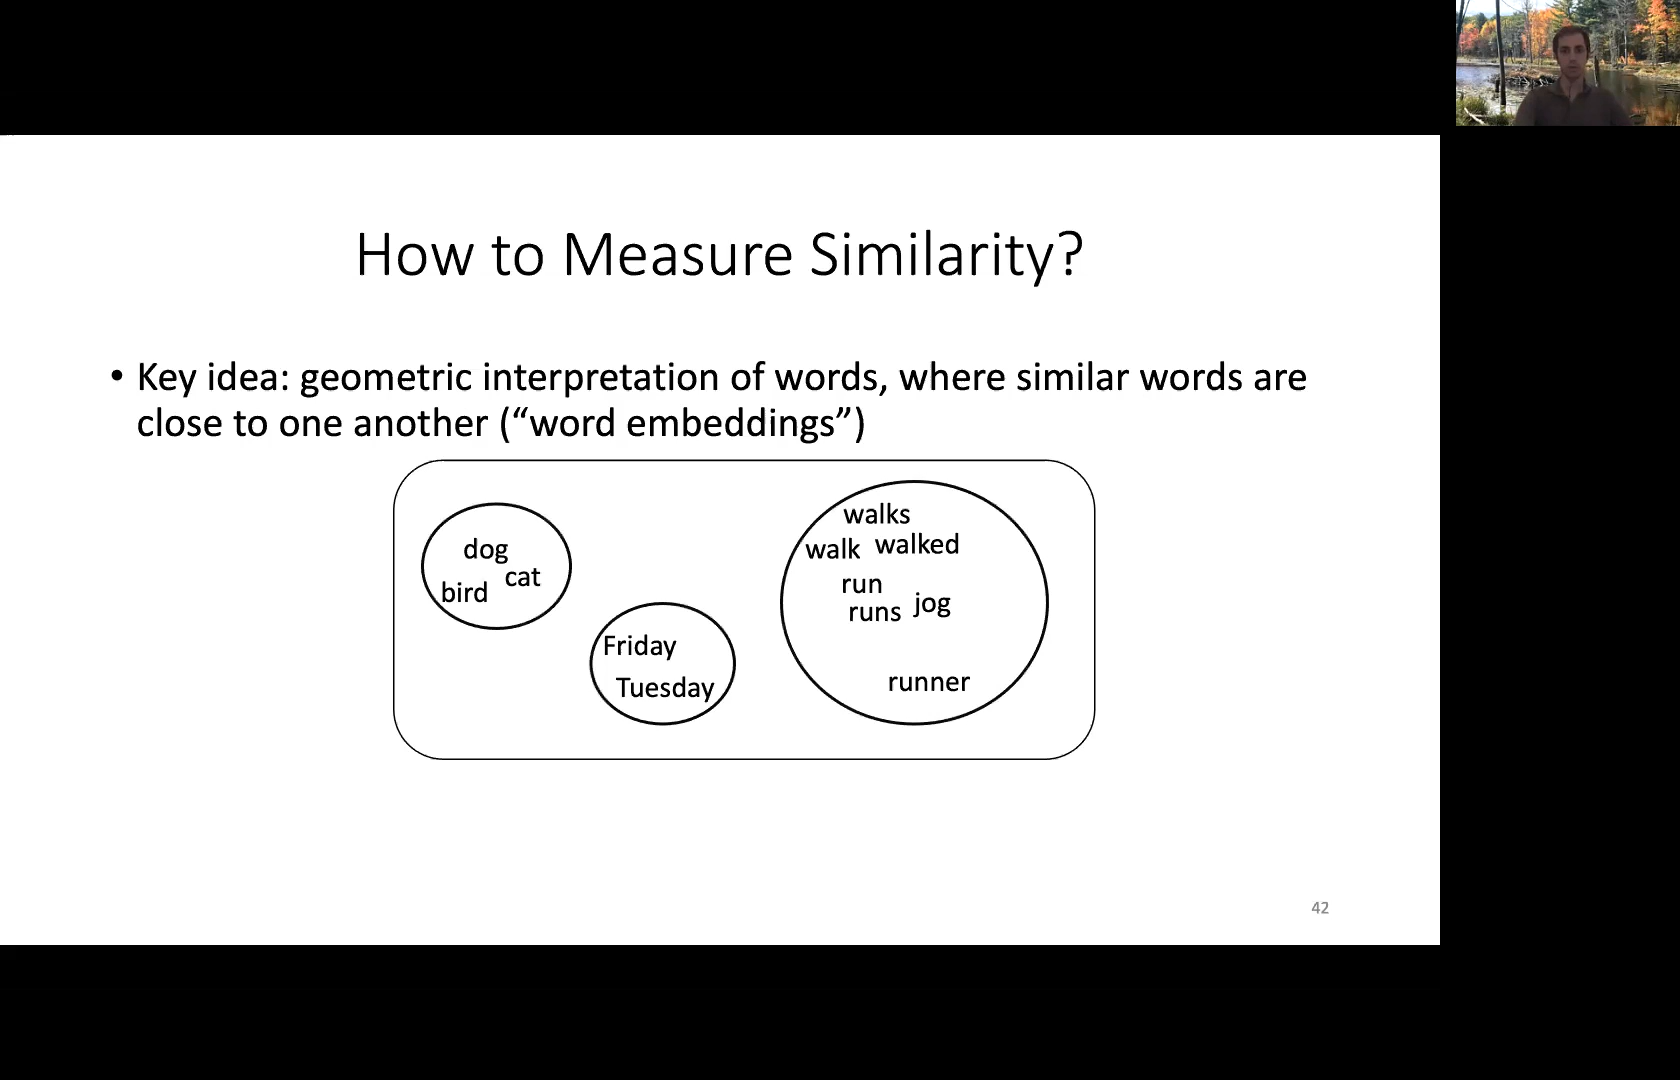 How to Measure Similarity?
• Key idea: geometric interpretation of words, where similar words are
close to one another (“word embeddings”)
dog
cat
bird
Friday
Tuesday
walks
walk walked
run
runs jog
runner
42